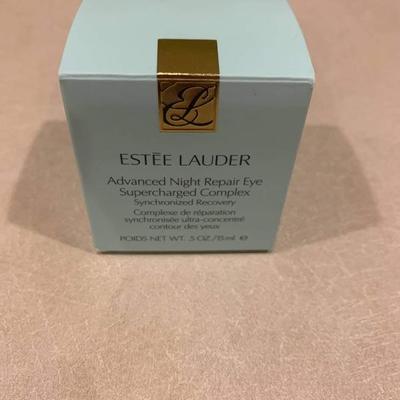 EL
ESTĒE LAUDER
Advanced Night Repair Eye
Supercharged Complex
Synchronized Recovery
Complexe de réparation
synchronisée ultra-concentré
contour des yeux
POIDS NET WT. .5 OZ./15 ml ℮